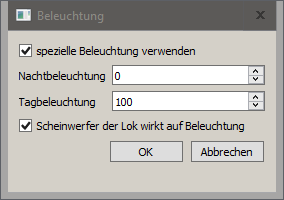 Beleuchtung
spezielle Beleuchtung verwenden
Nachtbeleuchtung 0
Tagbeleuchtung 100
Scheinwerfer der Lok wirkt auf Beleuchtung
OK Abbrechen